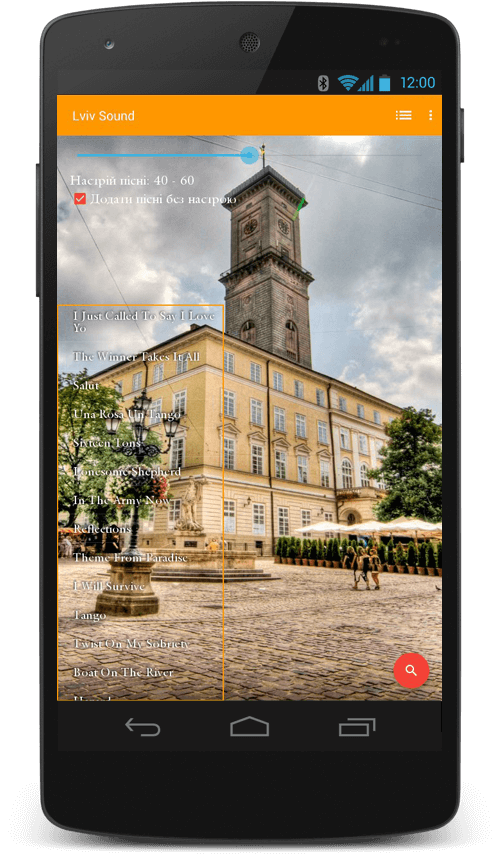 12:00
Lviv Sound
Настрій пісні: 40 - 60
Додати пісні без настрою
I Just Called To Say I Love
Yo
The Winner Takes It All
Salut
Una Rosa Un Tango
Sixteen Tons
Lonesome Shepherd
In The Army Now
Reflections
Theme From Paradise
I Will Survive
Tango
Twist On My Sobriety
Boat On The River